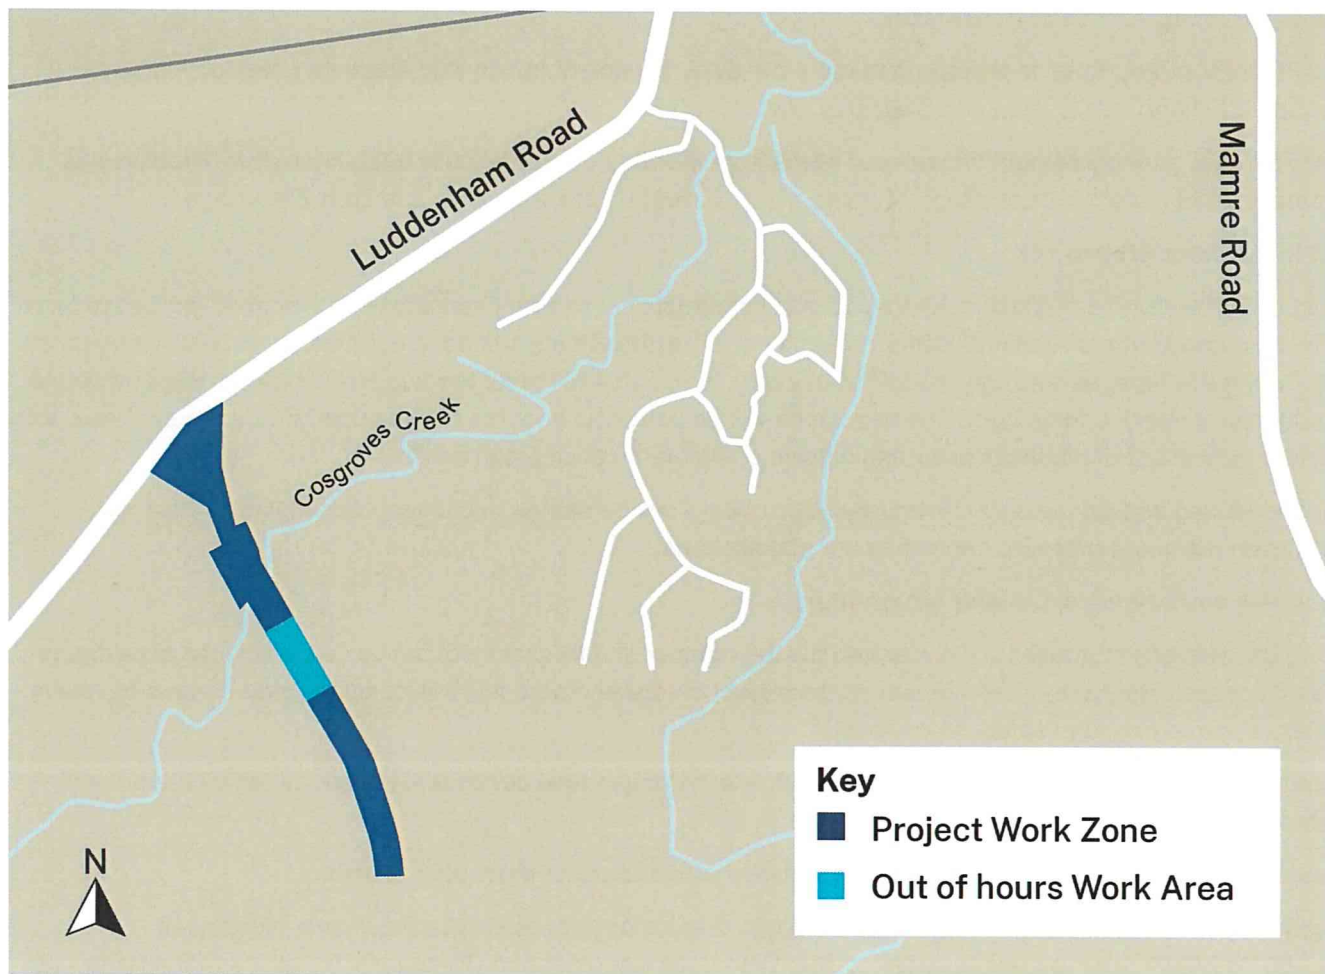 Luddenham Road
Mamre Road
Cosgroves Creek
N
Key
Project Work Zone
Out of hours Work Area